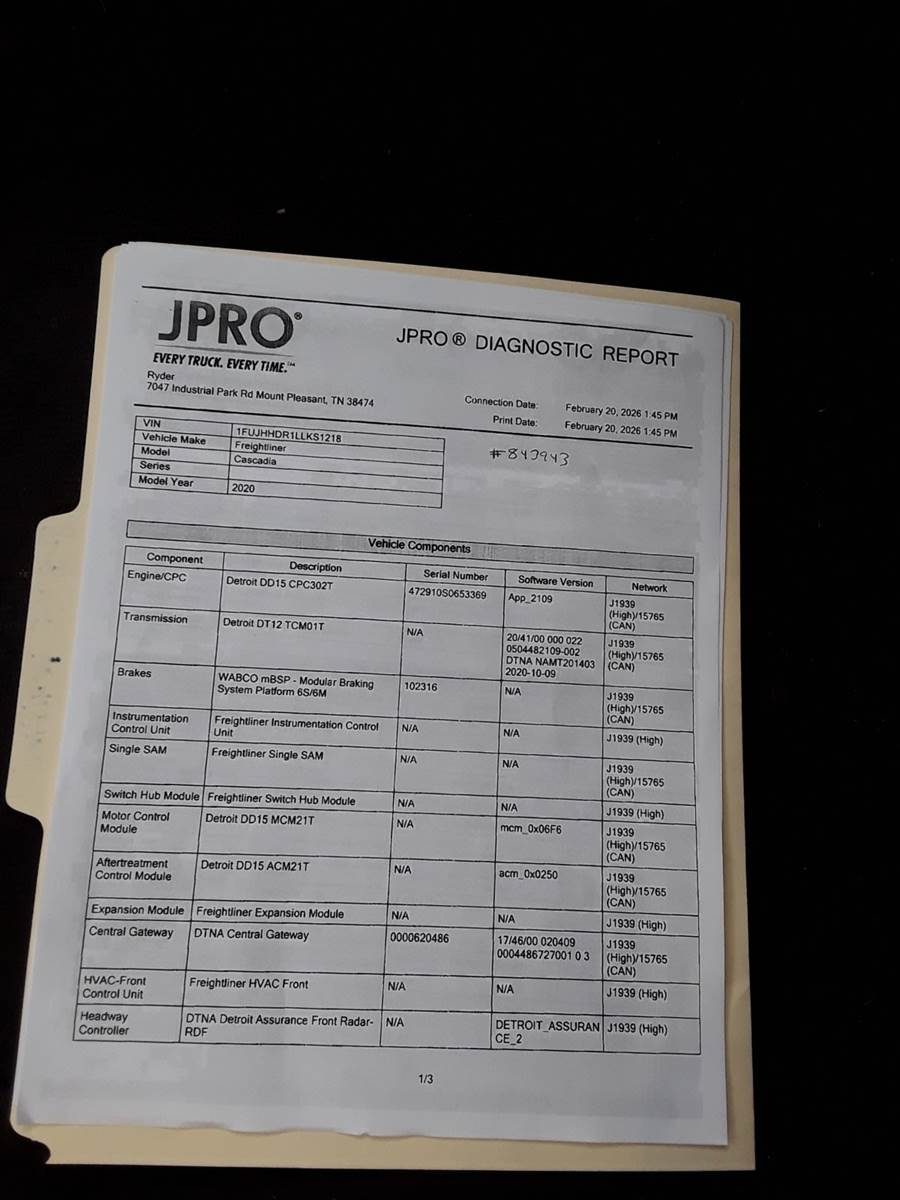 JPRO®
EVERY TRUCK. EVERY TIME.™
JPRO® DIAGNOSTIC REPORT
Ryder
7047 Industrial Park Rd Mount Pleasant, TN 38474
Connection Date: February 20, 2026 1:45 PM
Print Date: February 20, 2026 1:45 PM
VIN 1FUJHHDR1LLKS1218
Vehicle Make Freightliner
Model Cascadia
Series
Model Year 2020
Vehicle Components
Component Description Serial Number Software Version Network
Engine/CPC Detroit DD15 CPC302T 472910S0653369 App_2109 J1939
(High)/15765
(CAN)
Transmission Detroit DT12 TCM01T N/A 20/41/00 000 022 J1939
0504482109-002 (High)/15765
DTNA NAMT201403 (CAN)
2020-10-09
Brakes WABCO mBSP - Modular Braking 102316 N/A J1939
System Platform 6S/6M (High)/15765
(CAN)
Instrumentation Freightliner Instrumentation Control N/A N/A J1939 (High)
Control Unit Unit
Single SAM Freightliner Single SAM N/A N/A J1939
(High)/15765
(CAN)
Switch Hub Module Freightliner Switch Hub Module N/A N/A J1939 (High)
Motor Control Detroit DD15 MCM21T N/A mcm_0x06F6 J1939
Module (High)/15765
(CAN)
Aftertreatment Detroit DD15 ACM21T N/A acm_0x0250 J1939
Control Module (High)/15765
(CAN)
Expansion Module Freightliner Expansion Module N/A N/A J1939 (High)
Central Gateway DTNA Central Gateway 0000620486 17/46/00 020409 J1939
0004486727001 0 3 (High)/15765
(CAN)
HVAC-Front Freightliner HVAC Front N/A N/A J1939 (High)
Control Unit
Headway DTNA Detroit Assurance Front Radar- N/A DETROIT_ASSURAN J1939 (High)
Controller RDF CE_2
1/3